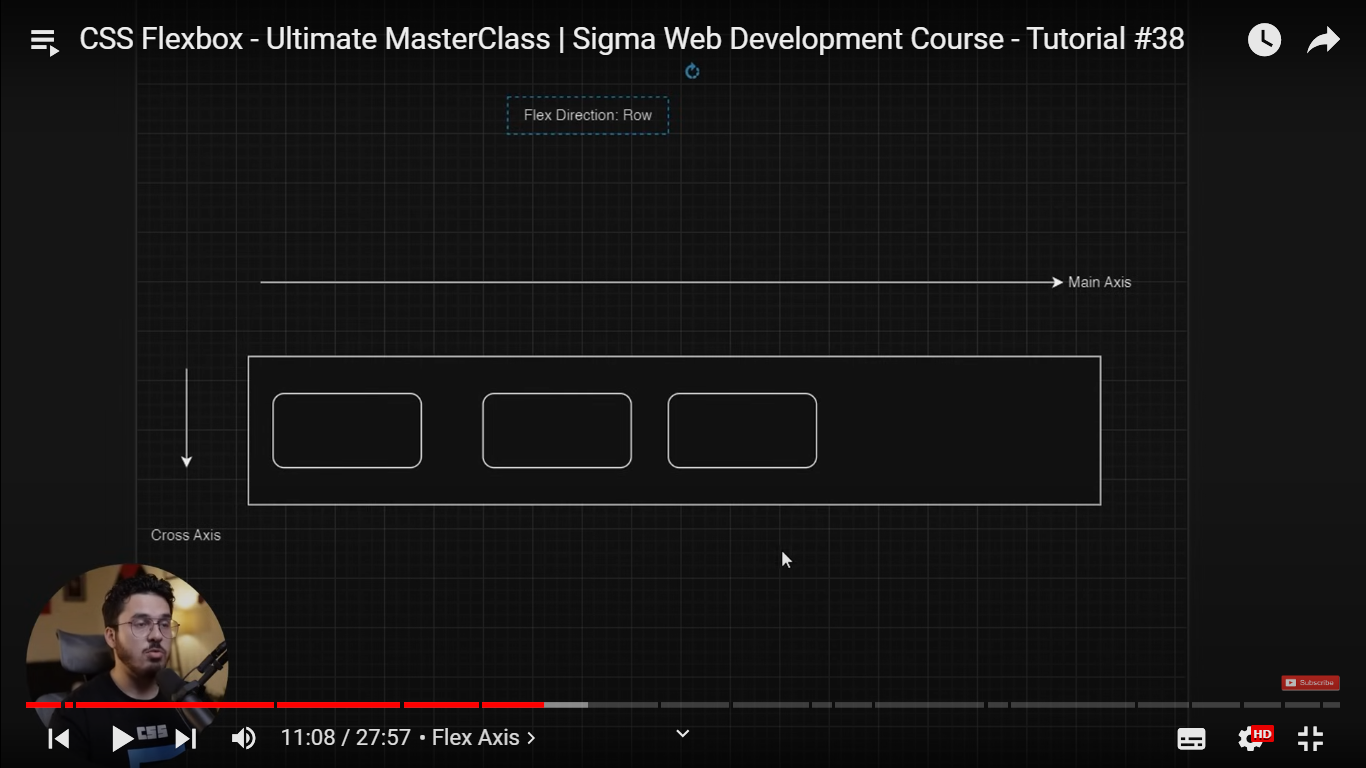 CSS Flexbox - Ultimate MasterClass | Sigma Web Development Course - Tutorial #38
Flex Direction: Row
Main Axis
Cross Axis
CSS
Subscribe
11:08 / 27:57 • Flex Axis
HD